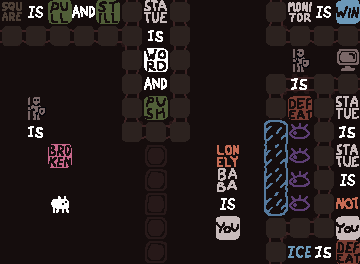 SQUARE IS PULL AND STILL
STATUE
IS
WORD
AND
PUSH
MONITOR IS WIN
IS
DEFEAT
IS
BROKEN
LONELY
BABA
IS
YOU
STATUE
IS
STATUE
IS
NOT
YOU
ICE IS DEFEAT